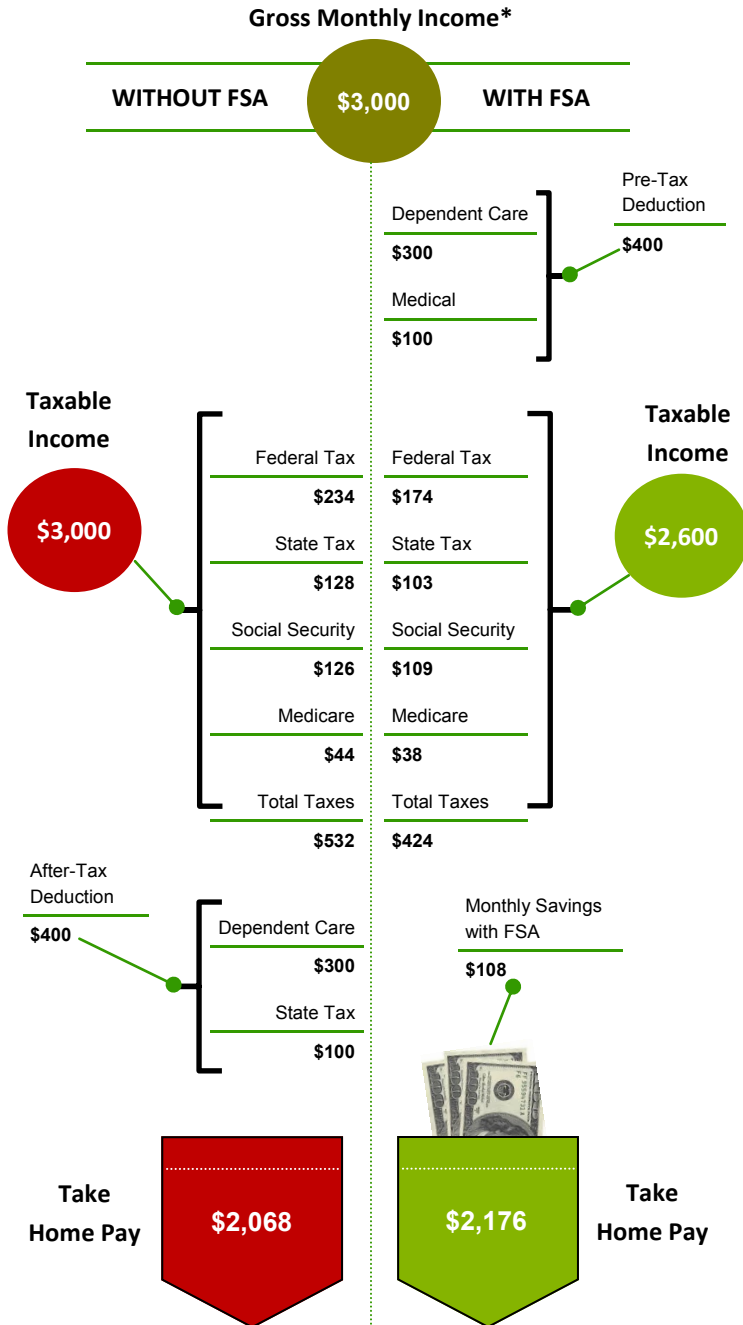 Gross Monthly Income*
WITHOUT FSA
$3,000
WITH FSA
Pre-Tax
Deduction
$400
Dependent Care
$300
Medical
$100
Taxable
Income
$3,000
Federal Tax
$234
State Tax
$128
Social Security
$126
Medicare
$44
Total Taxes
$532
Federal Tax
$174
State Tax
$103
Social Security
$109
Medicare
$38
Total Taxes
$424
Taxable
Income
$2,600
After-Tax
Deduction
$400
Dependent Care
$300
State Tax
$100
Monthly Savings
with FSA
$108
Take
Home Pay
$2,068
$2,176
Take
Home Pay